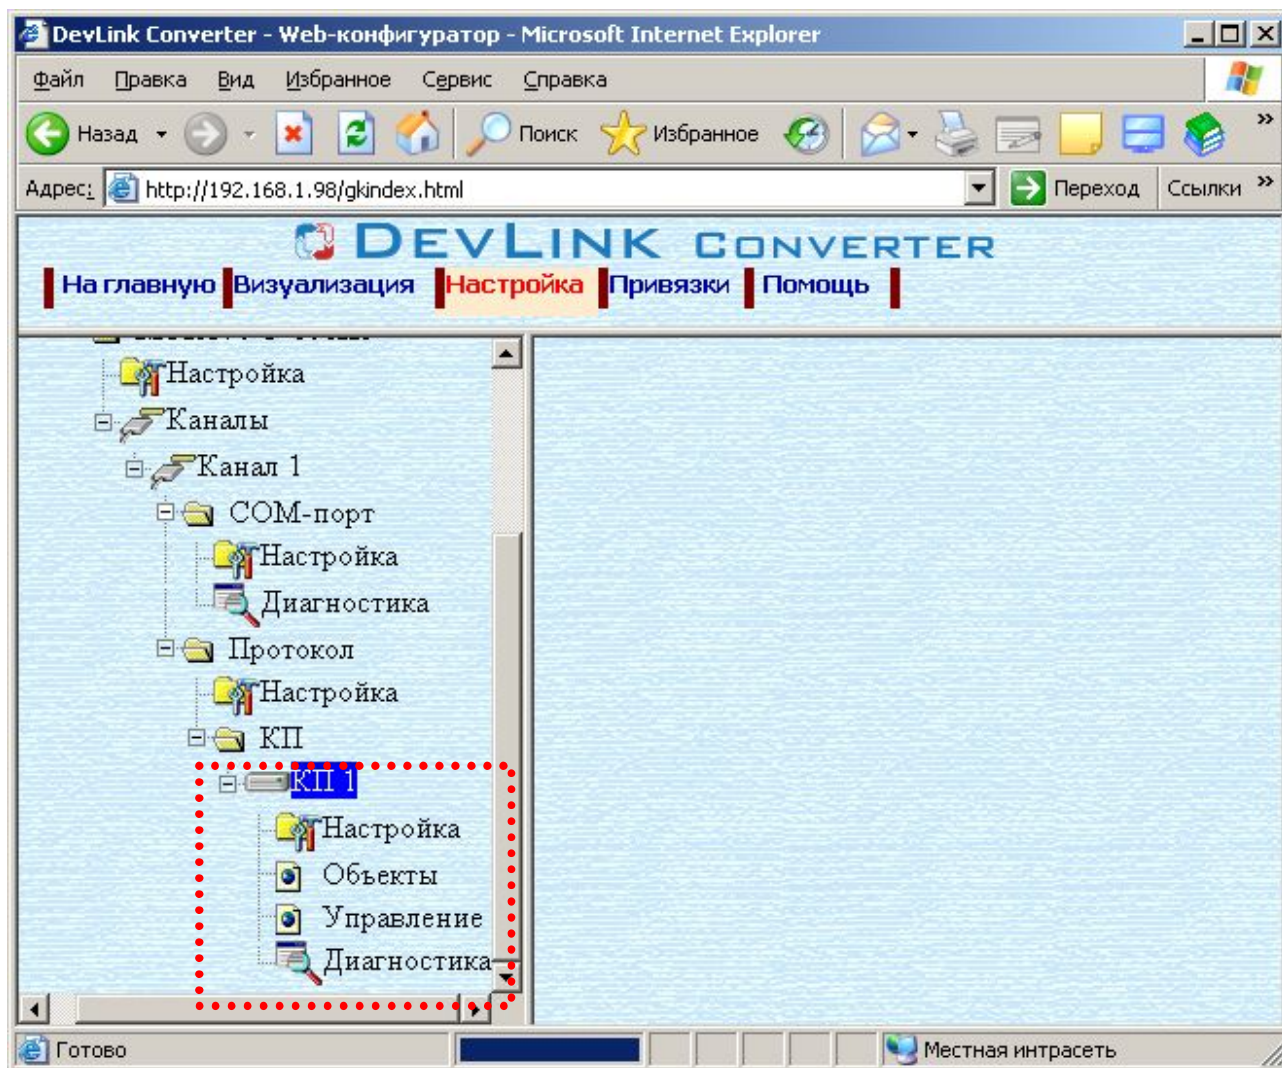 DevLink Converter - Web-конфигуратор - Microsoft Internet Explorer
Файл Правка Вид Избранное Сервис Справка
Назад Поиск Избранное »
Адрес: http://192.168.1.98/gkindex.html Переход Ссылки »
DEVLINK CONVERTER
На главную Визуализация Настройка Привязки Помощь
Настройка
Каналы
Канал 1
COM-порт
Настройка
Диагностика
Протокол
Настройка
КП
КП 1
Настройка
Объекты
Управление
Диагностика
Готово Местная интрасеть